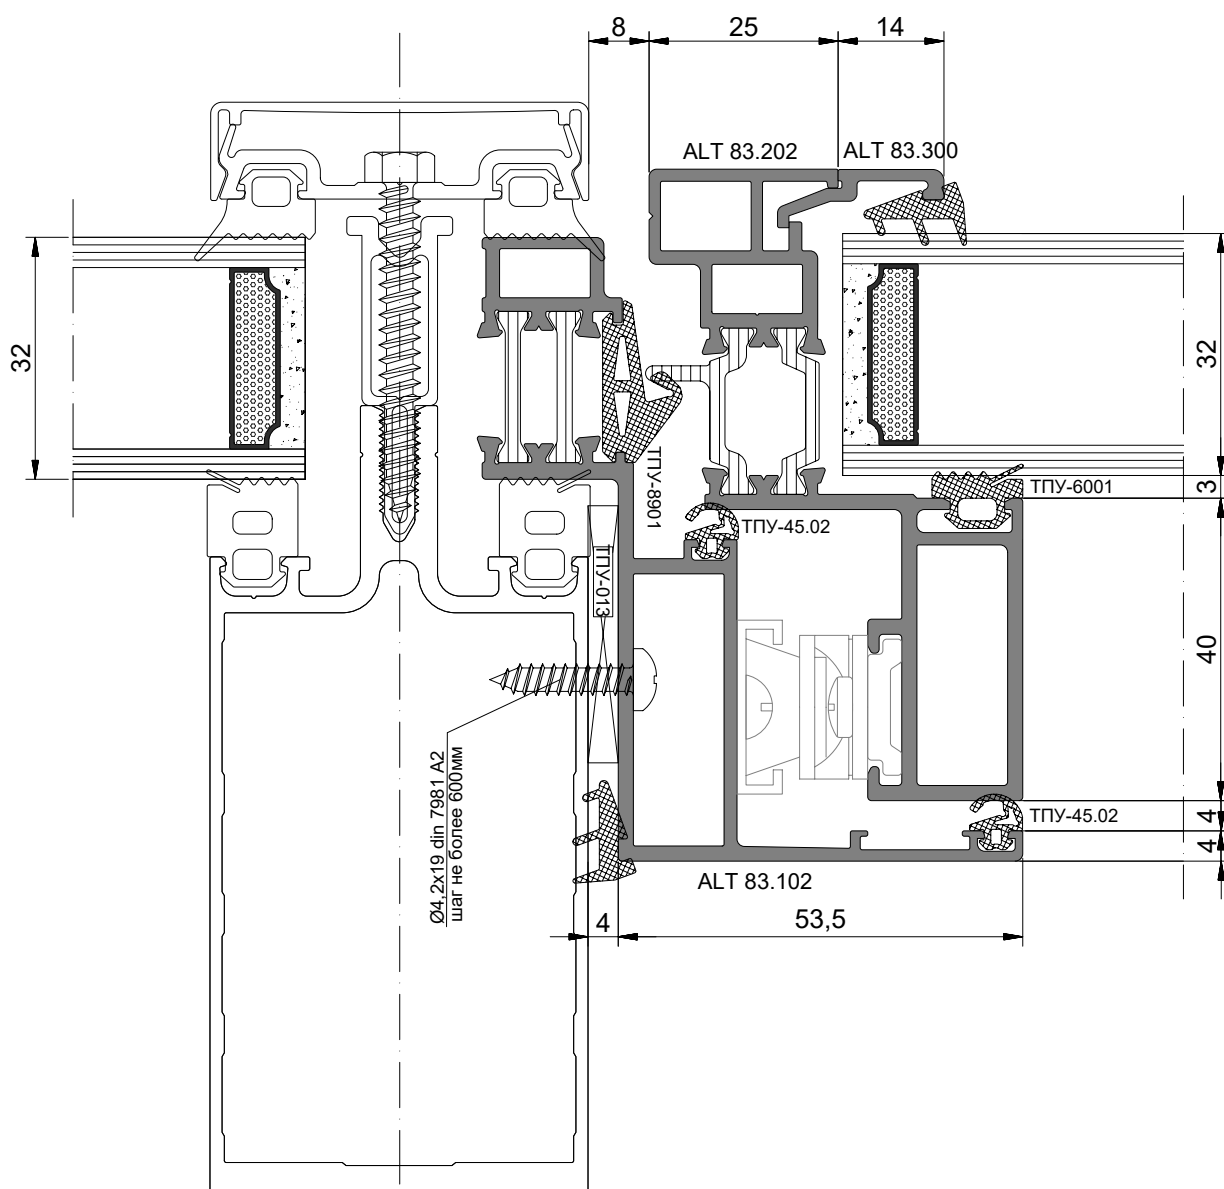 8
25
14
ALT 83.202
ALT 83.300
32
32
ТПУ-8901
ТПУ-6001
3
ТПУ-45.02
ТПУ-013
40
Ø4,2x19 din 7981 A2
шаг не более 600мм
ТПУ-45.02
4
4
ALT 83.102
4
53,5